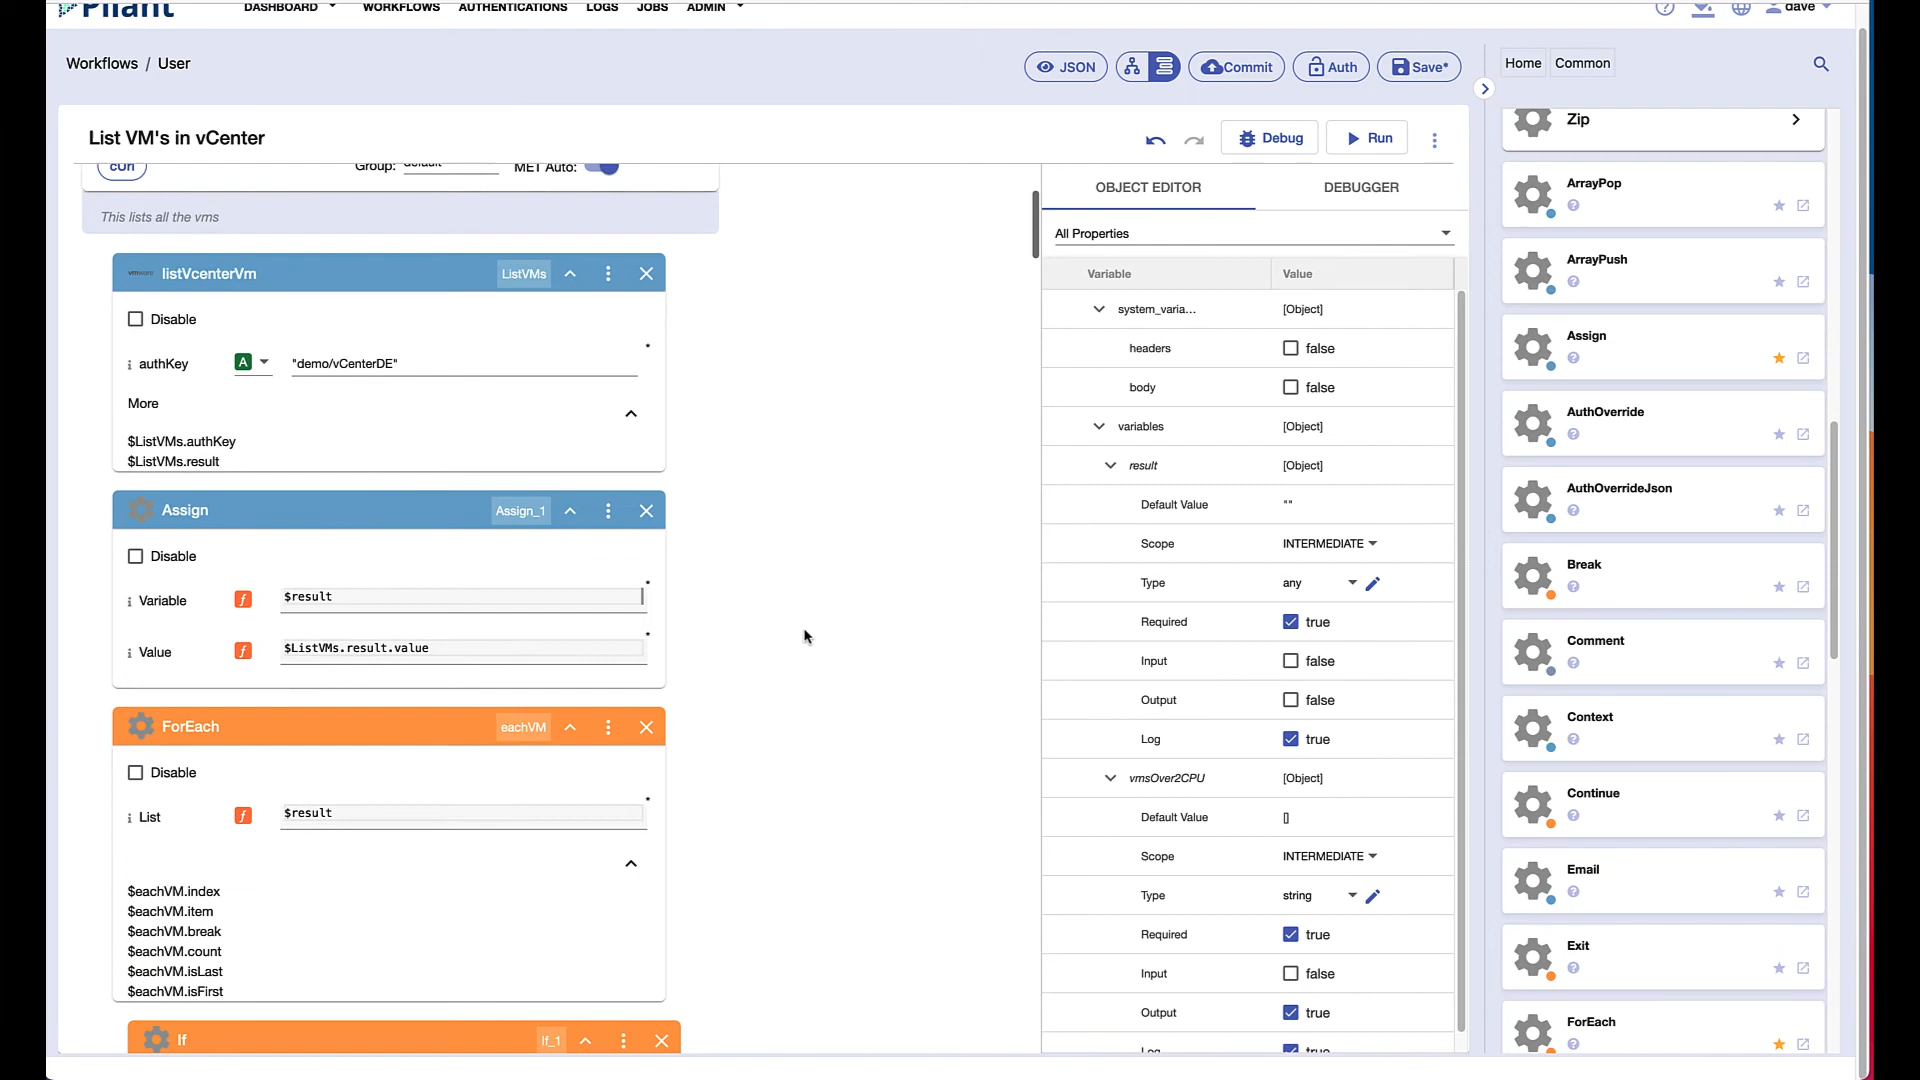 Pliant
DASHBOARD
WORKFLOWS
AUTHENTICATIONS
LOGS
JOBS
ADMIN
dave
Workflows / User
JSON
Commit
Auth
Save*
Home
Common
List VM's in vCenter
Debug
Run
cUrl
Group: default
MET Auto:
This lists all the vms
vmware
listVcenterVm
ListVMs
Disable
authKey
A
"demo/vCenterDE"
More
$ListVMs.authKey
$ListVMs.result
Assign
Assign_1
Disable
Variable
f
$result
Value
f
$ListVMs.result.value
ForEach
eachVM
Disable
List
f
$result
$eachVM.index
$eachVM.item
$eachVM.break
$eachVM.count
$eachVM.isLast
$eachVM.isFirst
If
If_1
OBJECT EDITOR
DEBUGGER
All Properties
Variable
Value
system_varia...
[Object]
headers
false
body
false
variables
[Object]
result
[Object]
Default Value
""
Scope
INTERMEDIATE
Type
any
Required
true
Input
false
Output
false
Log
true
vmsOver2CPU
[Object]
Default Value
[]
Scope
INTERMEDIATE
Type
string
Required
true
Input
false
Output
true
Log
true
Zip
ArrayPop
ArrayPush
Assign
AuthOverride
AuthOverrideJson
Break
Comment
Context
Continue
Email
Exit
ForEach